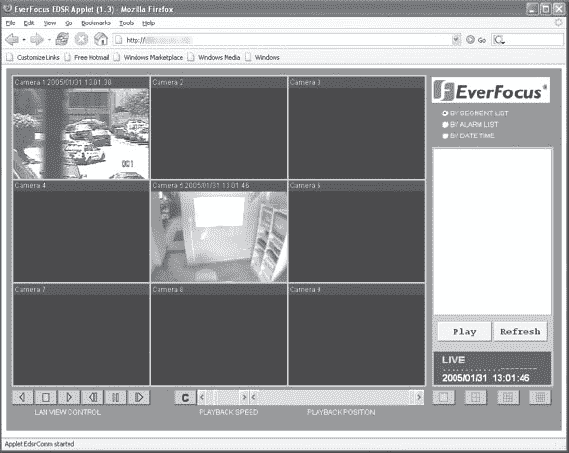 EverFocus EDSR Applet (1.3) - Mozilla Firefox
File Edit View Go Bookmarks Tools Help
http:// Go
Customize Links Free Hotmail Windows Marketplace Windows Media Windows
Camera 1 2005/01/31 13:01:38 Camera 2 Camera 3
001
Camera 4 Camera 5 2005/01/31 13:01:46 Camera 6
Camera 7 Camera 8 Camera 9
EverFocus®
BY SEGMENT LIST
BY ALARM LIST
BY DATE TIME
Play Refresh
LIVE
2005/01/31 13:01:46
C
LAN VIEW CONTROL PLAYBACK SPEED PLAYBACK POSITION
Applet EdsrComm started